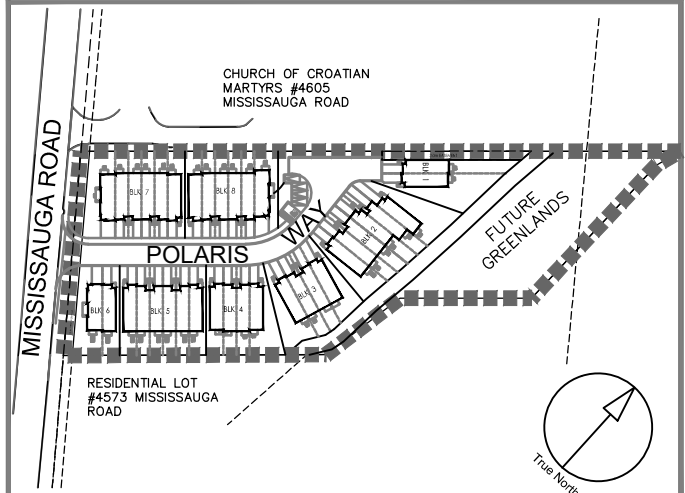 CHURCH OF CROATIAN
MARTYRS #4605
MISSISSAUGA ROAD
MISSISSAUGA ROAD
BLK 7
BLK 8
BLK 1
POLARIS WAY
BLK 2
FUTURE
GREENLANDS
BLK 6
BLK 5
BLK 4
BLK 3
RESIDENTIAL LOT
#4573 MISSISSAUGA
ROAD
True North